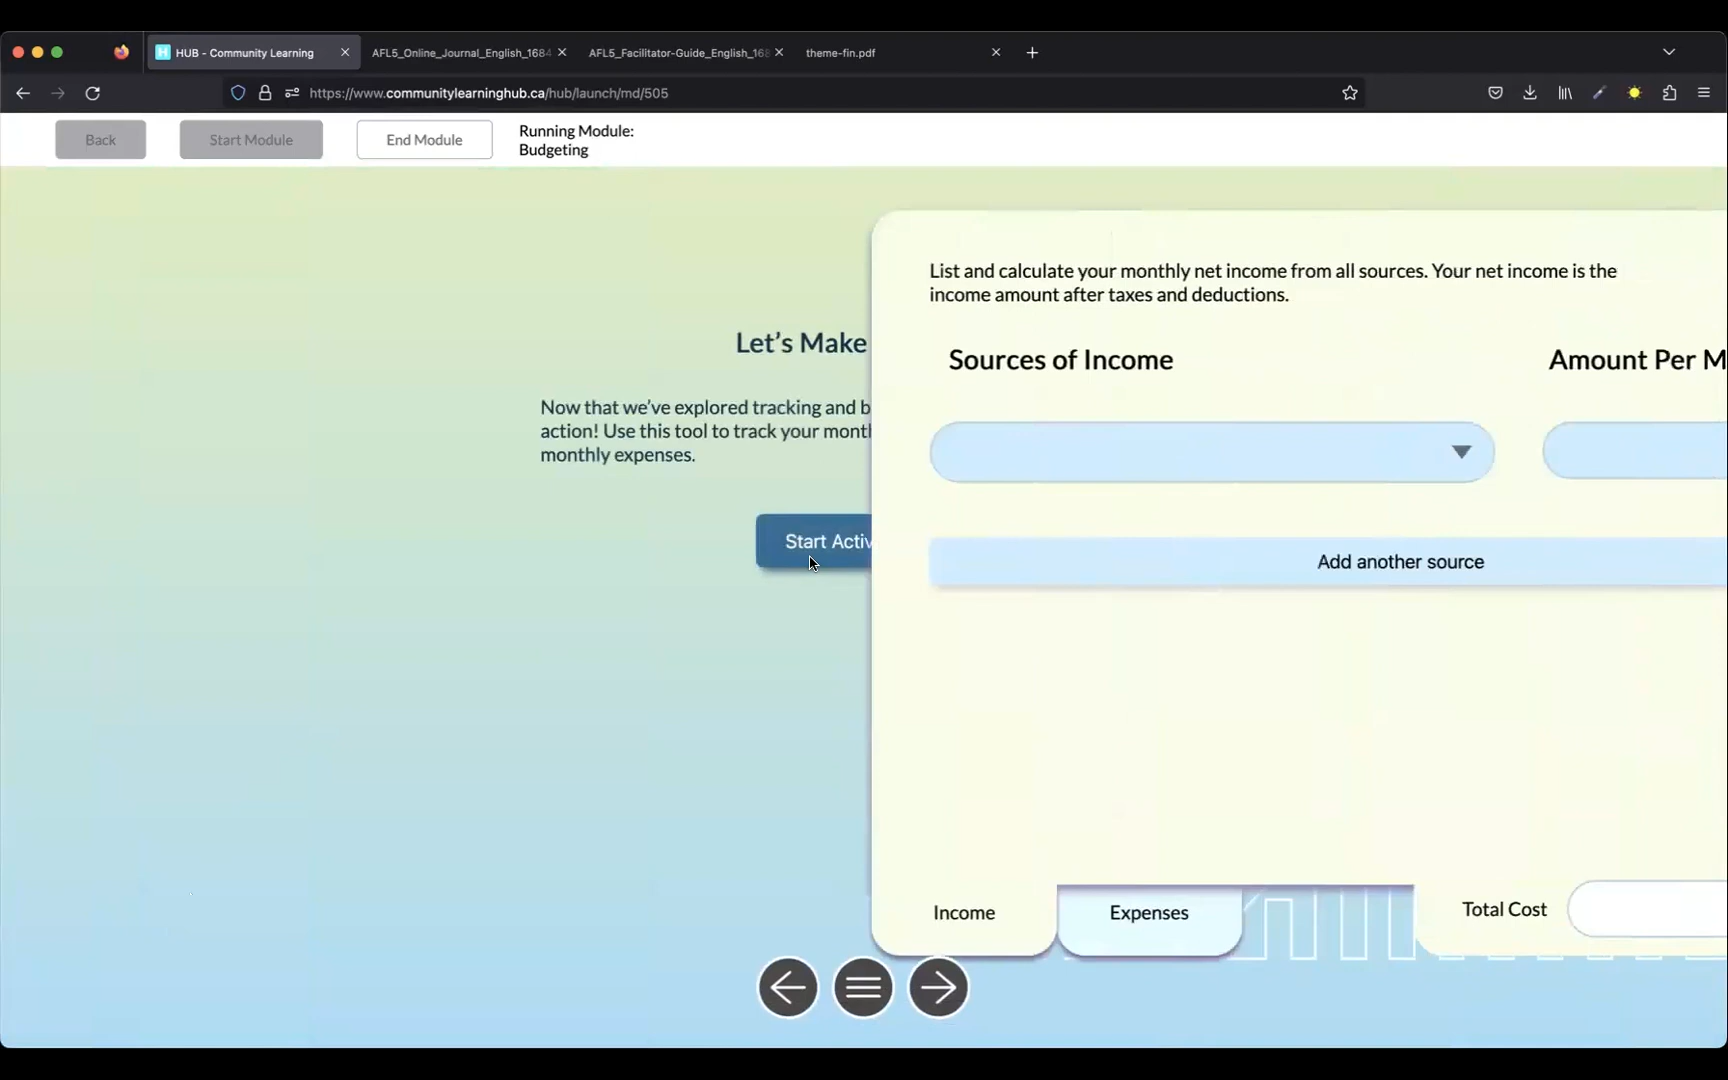 HUB - Community Learning
AFL5_Online_Journal_English_1684
AFL5_Facilitator-Guide_English_168
theme-fin.pdf
https://www.communitylearninghub.ca/hub/launch/md/505
Back
Start Module
End Module
Running Module:
Budgeting
Let’s Make
Now that we’ve explored tracking and b
action! Use this tool to track your mont
monthly expenses.
Start Activ
List and calculate your monthly net income from all sources. Your net income is the
income amount after taxes and deductions.
Sources of Income
Amount Per M
Add another source
Income
Expenses
Total Cost